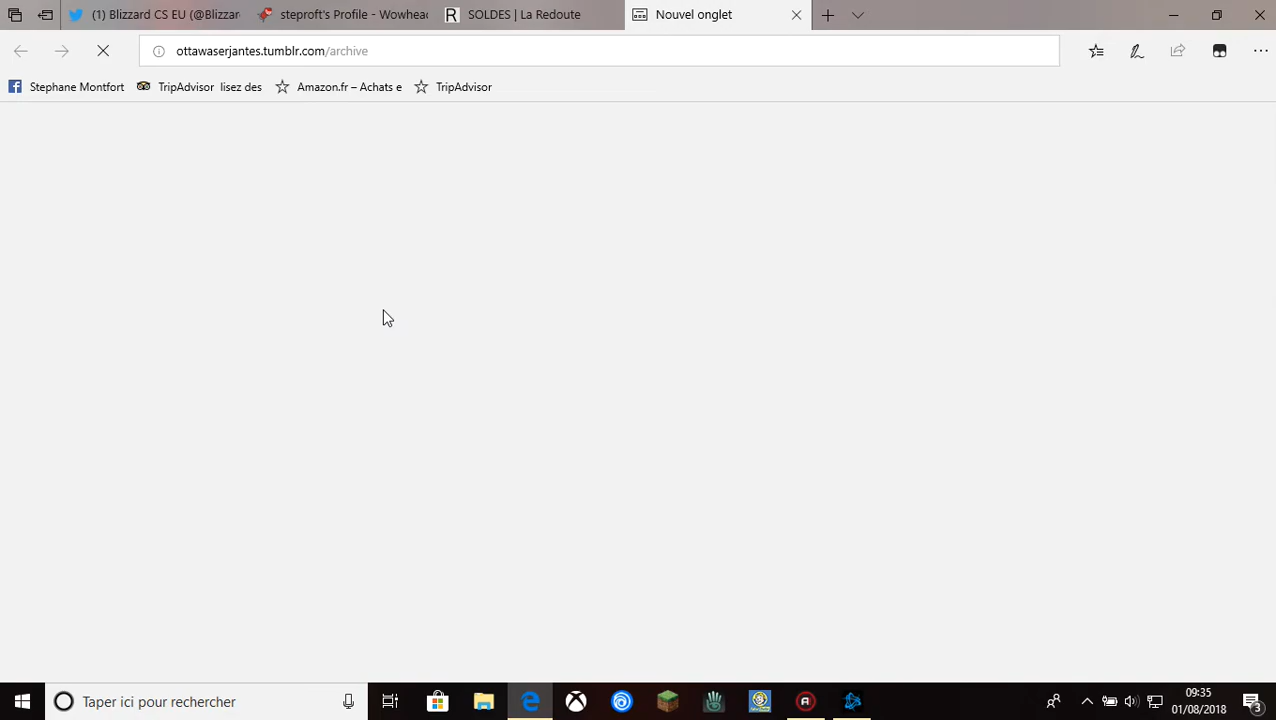 (1) Blizzard CS EU (@Blizzar
steproft's Profile - Wowhead
R SOLDES | La Redoute
Nouvel onglet
ottawaserjantes.tumblr.com/archive
Stephane Montfort
TripAdvisor lisez des
Amazon.fr – Achats e
TripAdvisor
Taper ici pour rechercher
09:35
01/08/2018
3